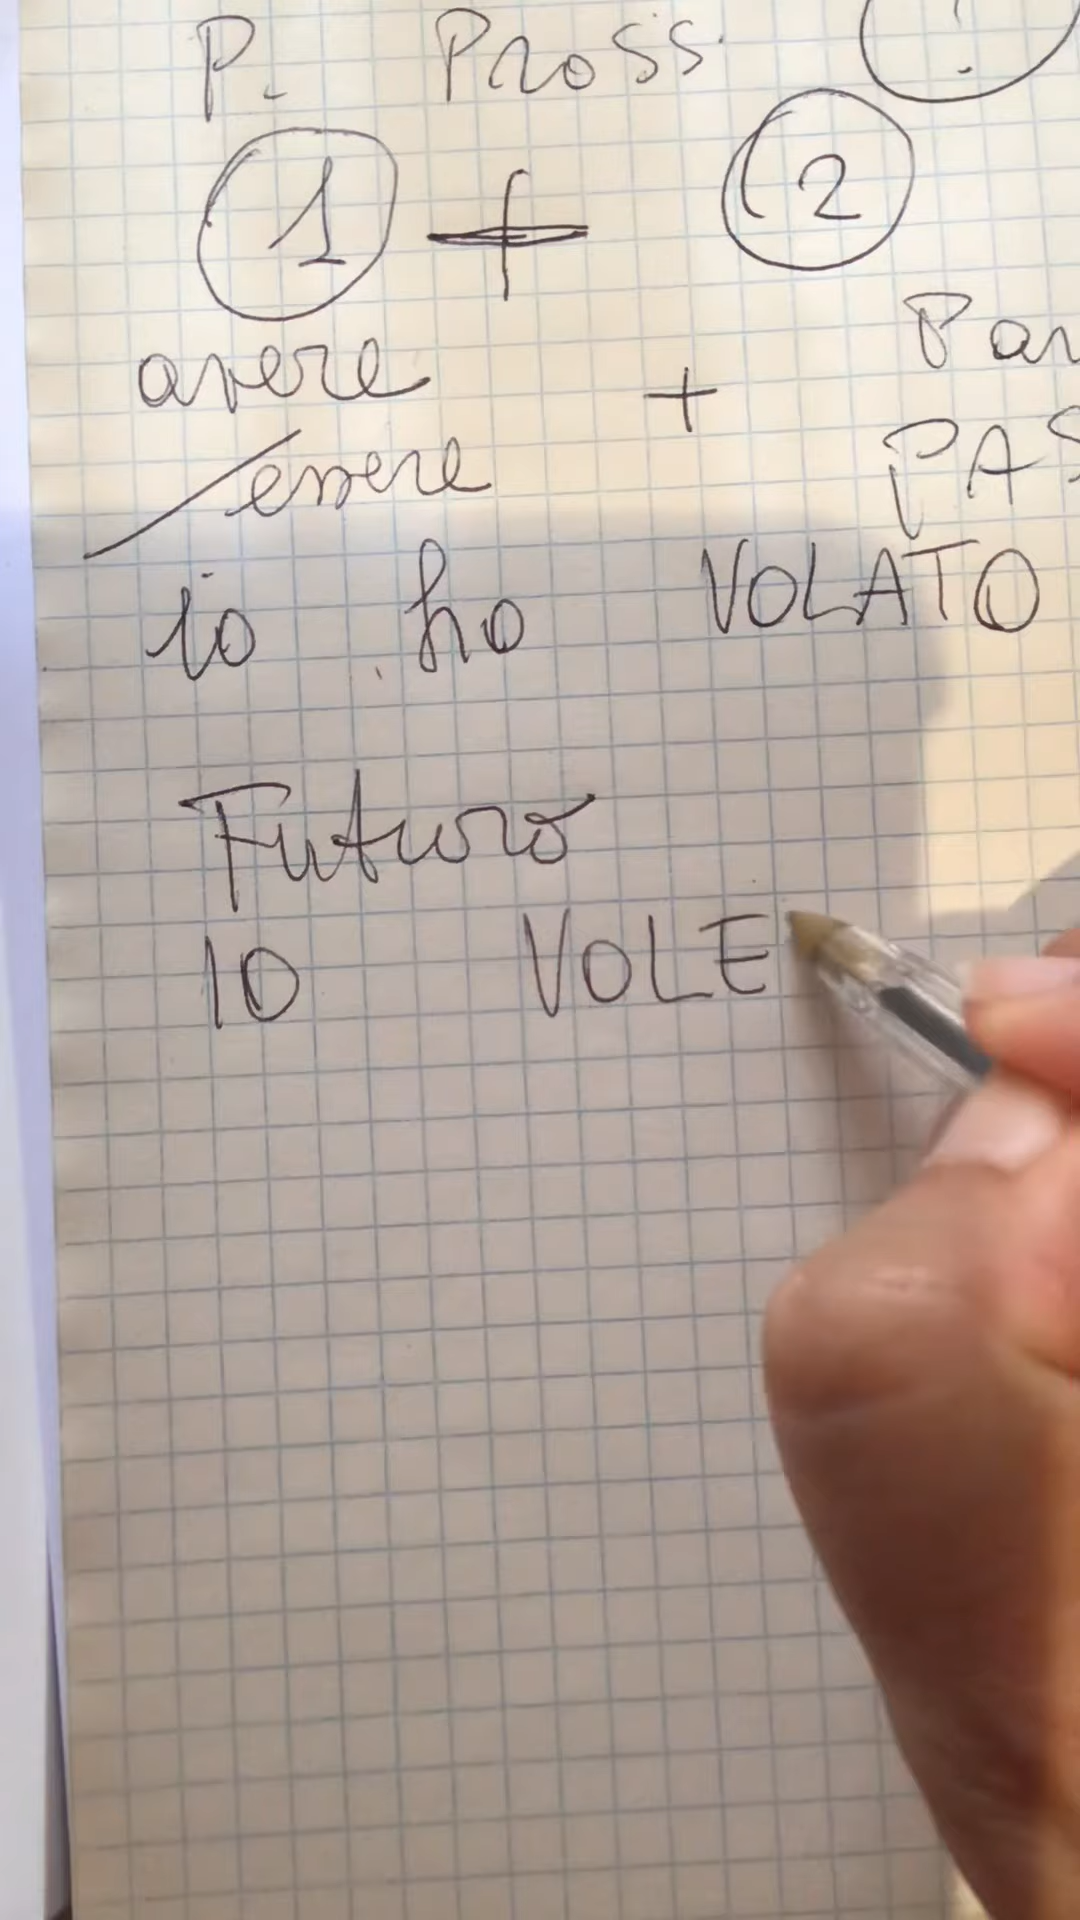 P. Pross.
1 + 2
avere + Par
/essere PAS
io ho VOLATO
Futuro
IO VOLE